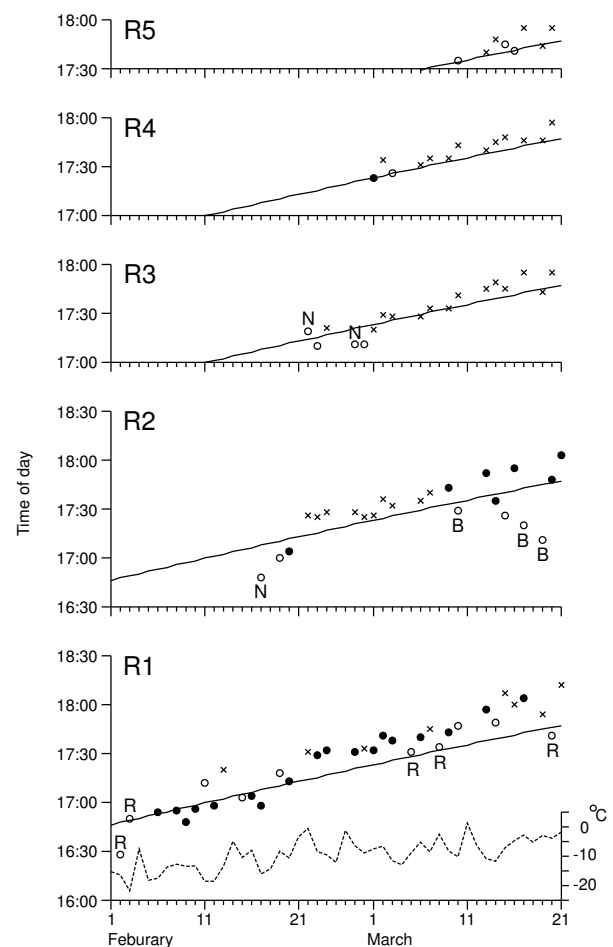 R5
18:00
17:30
R4
18:00
17:30
17:00
R3
18:00
17:30
17:00
N
N
R2
18:30
18:00
17:30
17:00
16:30
N
B
B
B
Time of day
R1
18:30
18:00
17:30
17:00
16:30
16:00
R
R
R
R
R
°C
0
-10
-20
1 11 21 1 11 21
Feburary March